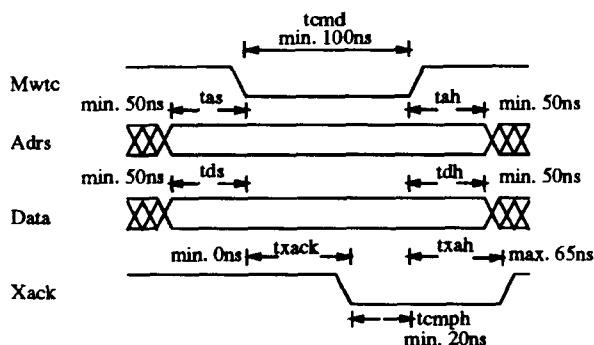 tcmd
min. 100ns
Mwtc
min. 50ns tas tah min. 50ns
Adrs
min. 50ns tds tdh min. 50ns
Data
min. 0ns txack txah max. 65ns
Xack
tcmph
min. 20ns